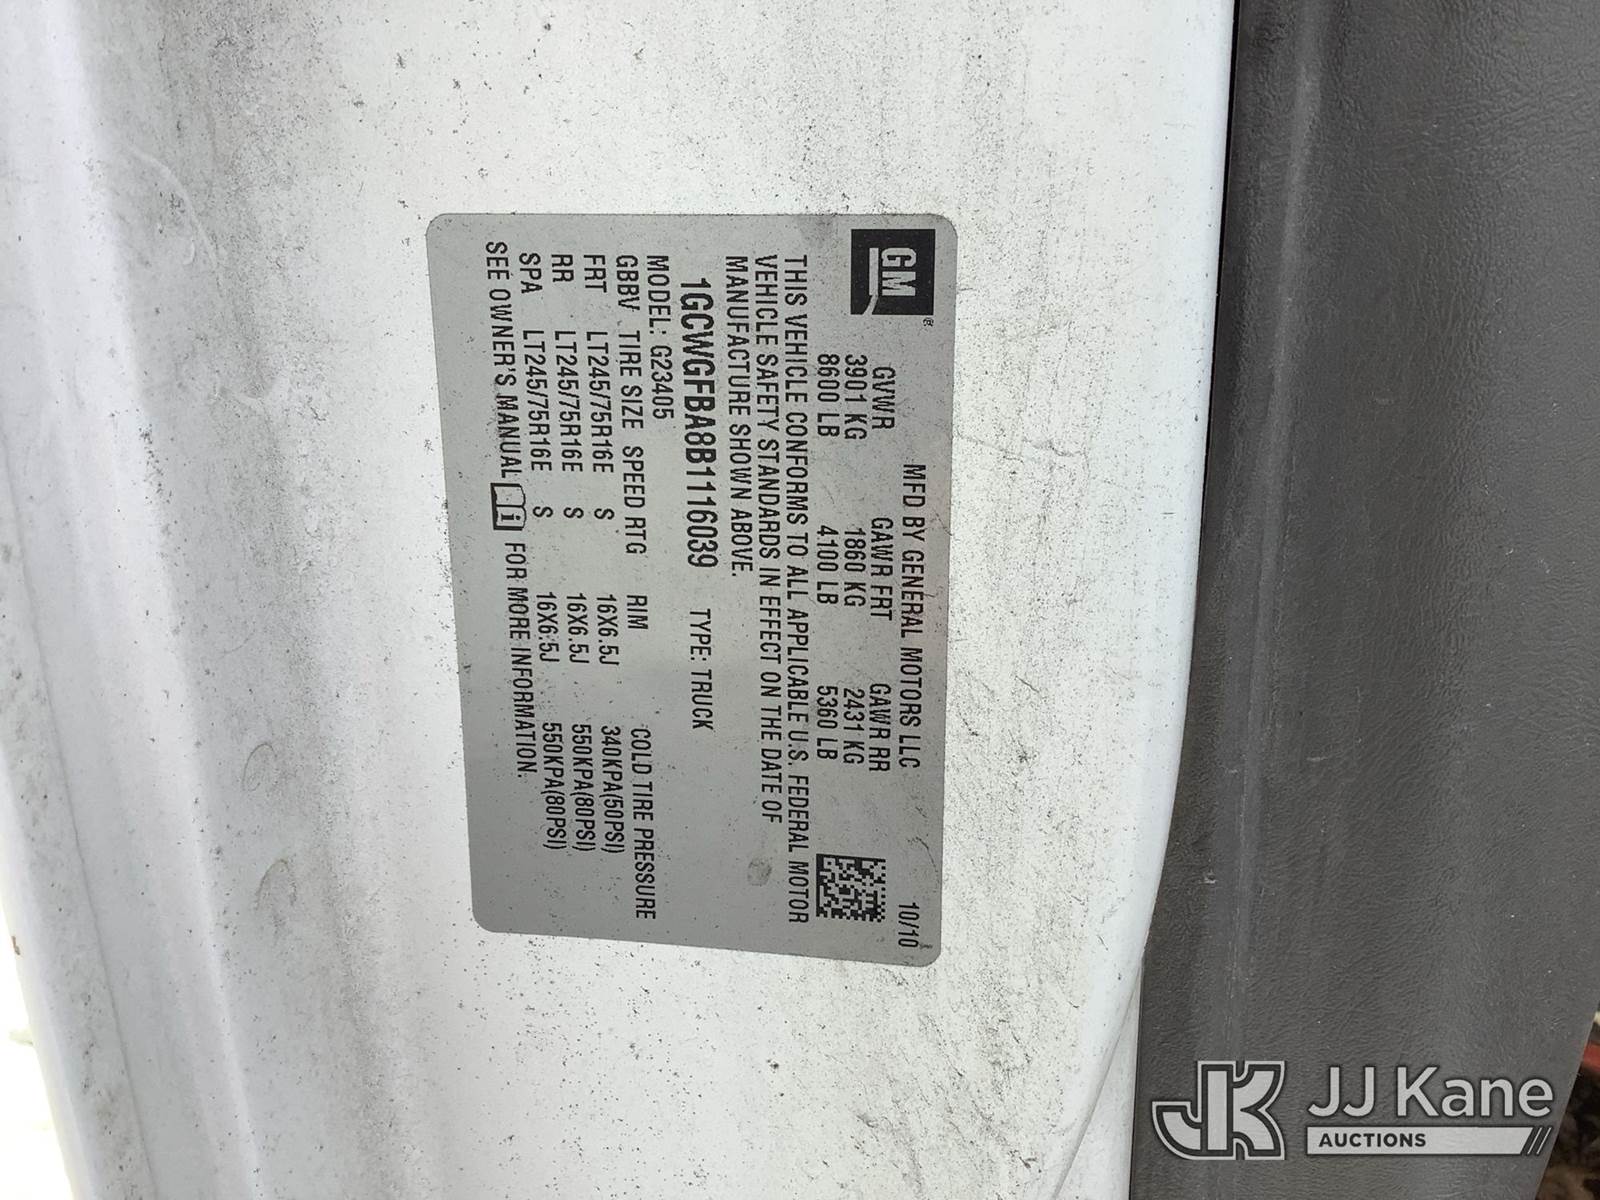 GM®
MFD BY GENERAL MOTORS LLC 10/10
GVWR GAWR FRT GAWR RR
3901 KG 1860 KG 2431 KG
8600 LB 4100 LB 5360 LB
THIS VEHICLE CONFORMS TO ALL APPLICABLE U.S. FEDERAL MOTOR
VEHICLE SAFETY STANDARDS IN EFFECT ON THE DATE OF
MANUFACTURE SHOWN ABOVE.
1GCWGFBA8B1116039 TYPE: TRUCK
MODEL: G23405
GBBV TIRE SIZE SPEED RTG RIM COLD TIRE PRESSURE
FRT LT245/75R16E S 16X6.5J 340KPA(50PSI)
RR LT245/75R16E S 16X6.5J 550KPA(80PSI)
SPA LT245/75R16E S 16X6.5J 550KPA(80PSI)
SEE OWNER'S MANUAL i FOR MORE INFORMATION.
JK JJ Kane
AUCTIONS